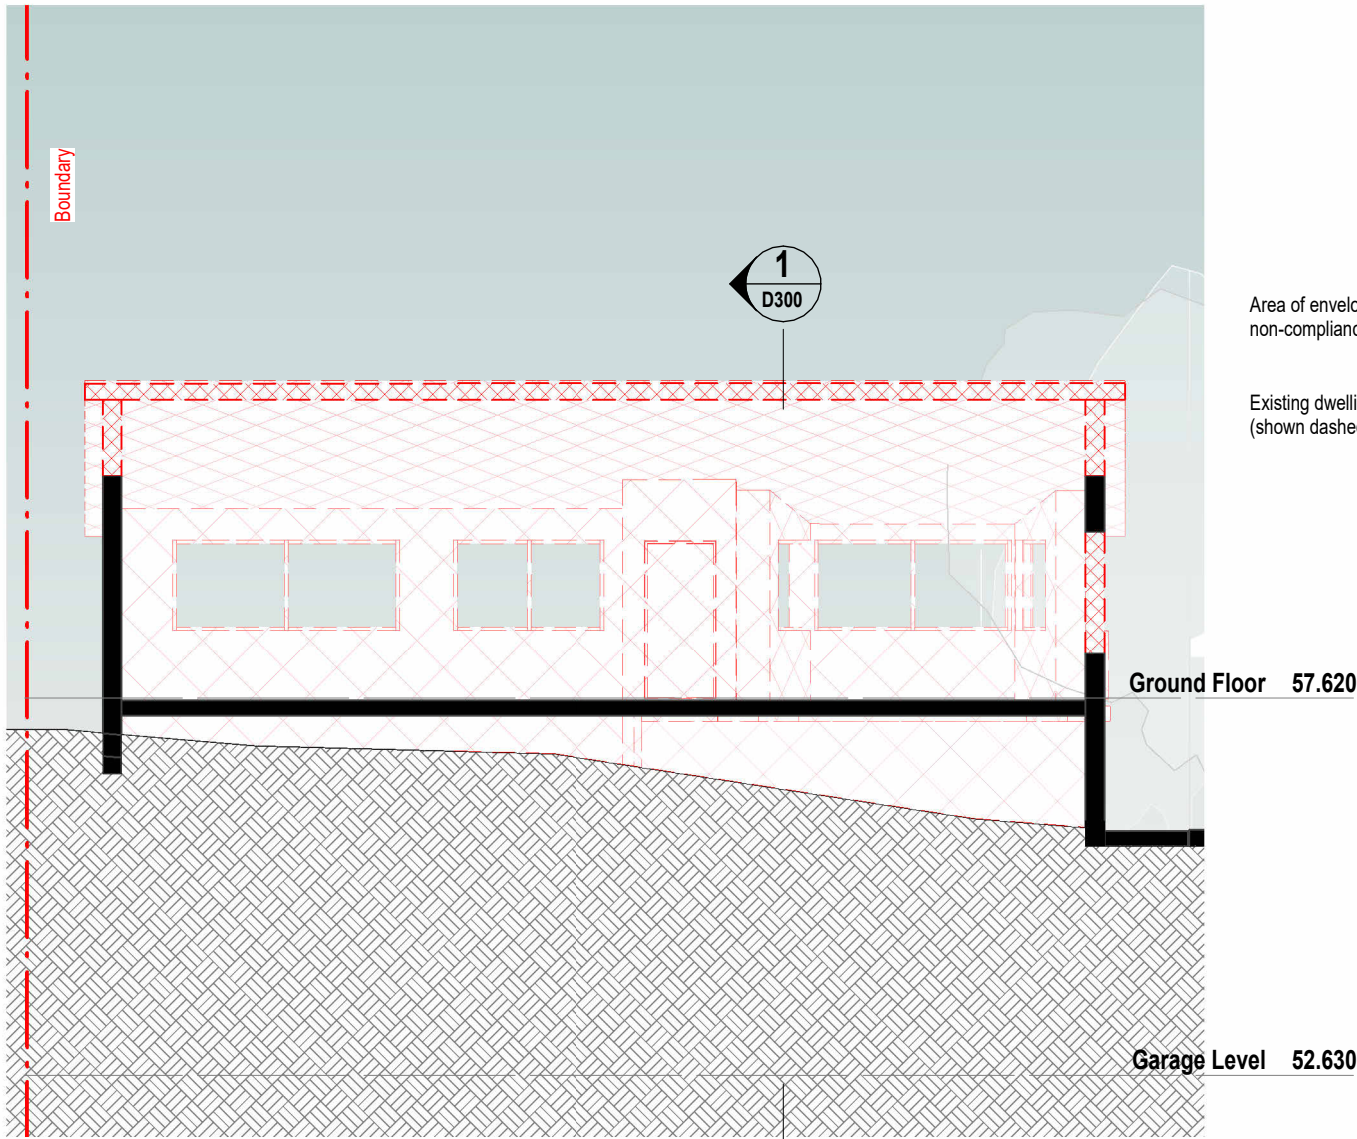 Boundary
1
D300
Area of envelo
non-complianc
Existing dwelli
(shown dashe
Ground Floor 57.620
Garage Level 52.630